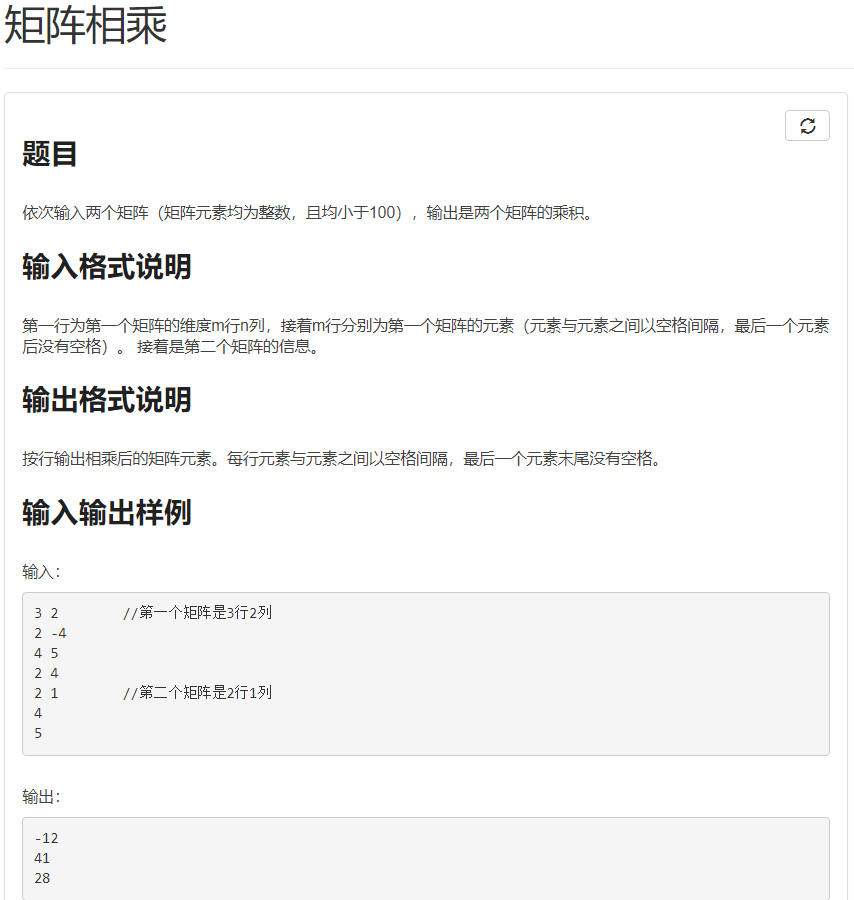 矩阵相乘
题目
依次输入两个矩阵（矩阵元素均为整数，且均小于100），输出是两个矩阵的乘积。
输入格式说明
第一行为第一个矩阵的维度m行n列，接着m行分别为第一个矩阵的元素（元素与元素之间以空格间隔，最后一个元素
后没有空格）。 接着是第二个矩阵的信息。
输出格式说明
按行输出相乘后的矩阵元素。每行元素与元素之间以空格间隔，最后一个元素末尾没有空格。
输入输出样例
输入：
3 2        //第一个矩阵是3行2列
2 -4
4 5
2 4
2 1        //第二个矩阵是2行1列
4
5
输出：
-12
41
28